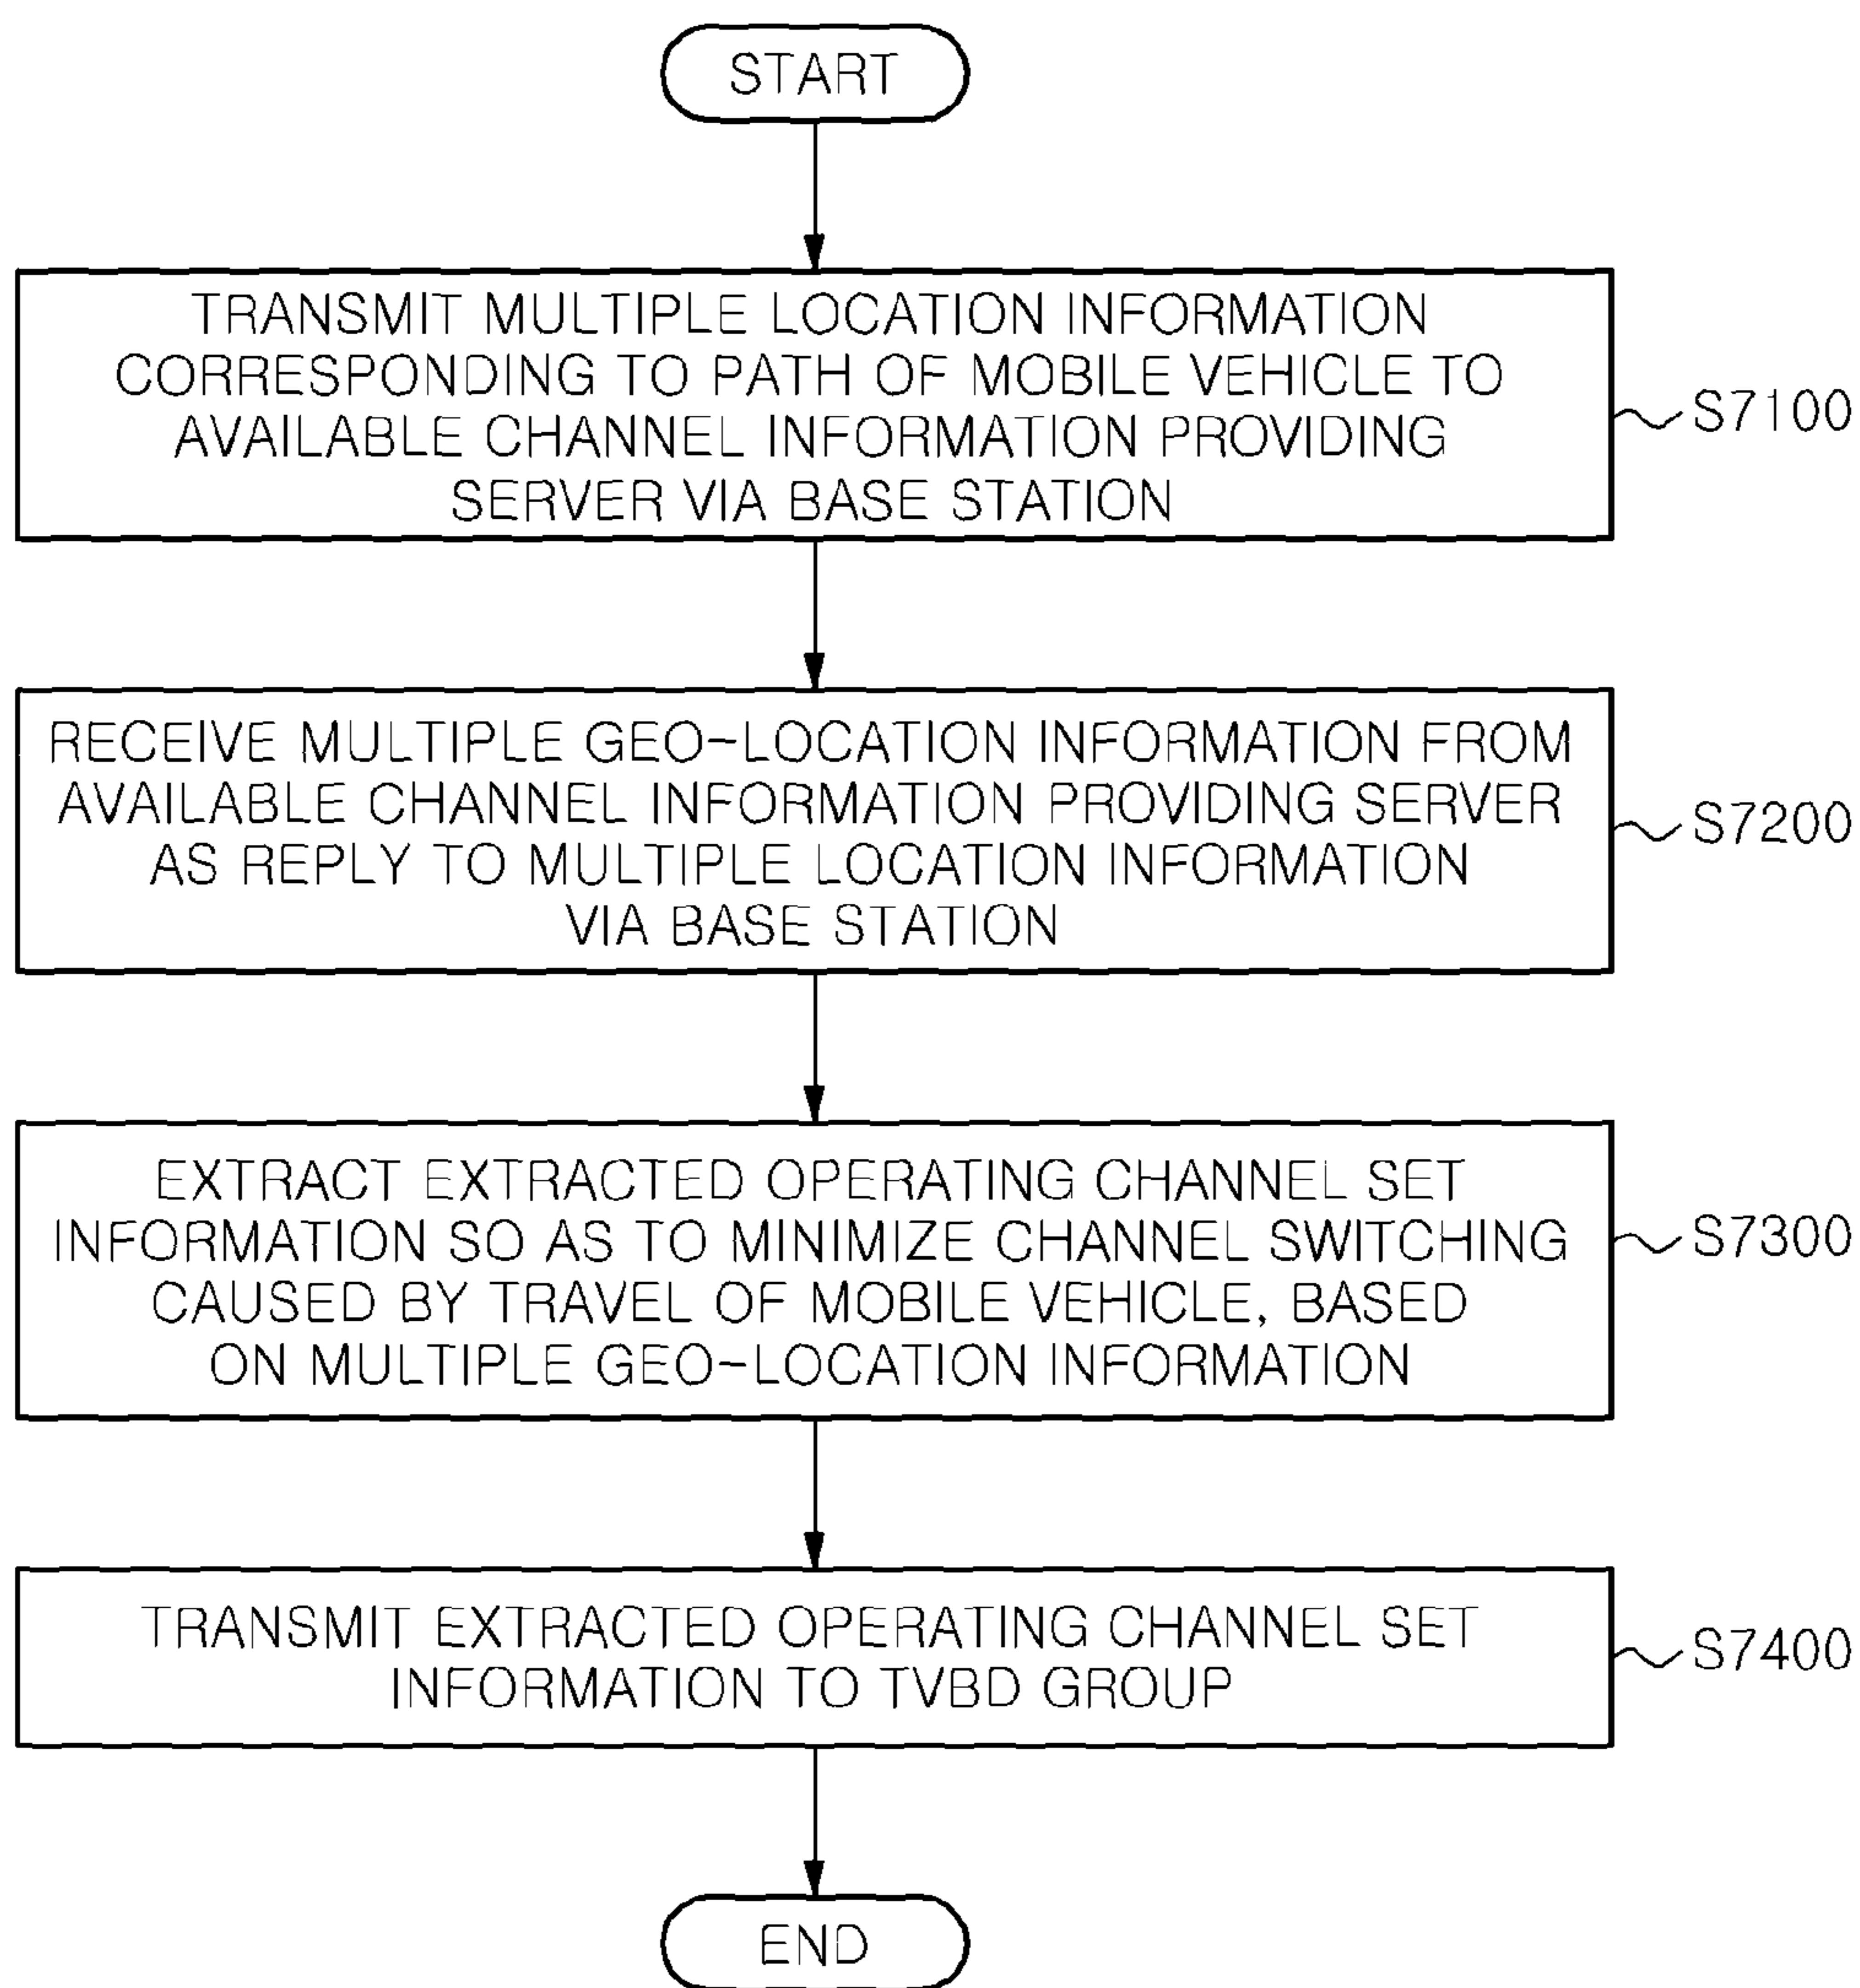 START
TRANSMIT MULTIPLE LOCATION INFORMATION
CORRESPONDING TO PATH OF MOBILE VEHICLE TO
AVAILABLE CHANNEL INFORMATION PROVIDING
SERVER VIA BASE STATION
S7100
RECEIVE MULTIPLE GEO-LOCATION INFORMATION FROM
AVAILABLE CHANNEL INFORMATION PROVIDING SERVER
AS REPLY TO MULTIPLE LOCATION INFORMATION
VIA BASE STATION
S7200
EXTRACT EXTRACTED OPERATING CHANNEL SET
INFORMATION SO AS TO MINIMIZE CHANNEL SWITCHING
CAUSED BY TRAVEL OF MOBILE VEHICLE, BASED
ON MULTIPLE GEO-LOCATION INFORMATION
S7300
TRANSMIT EXTRACTED OPERATING CHANNEL SET
INFORMATION TO TVBD GROUP
S7400
END